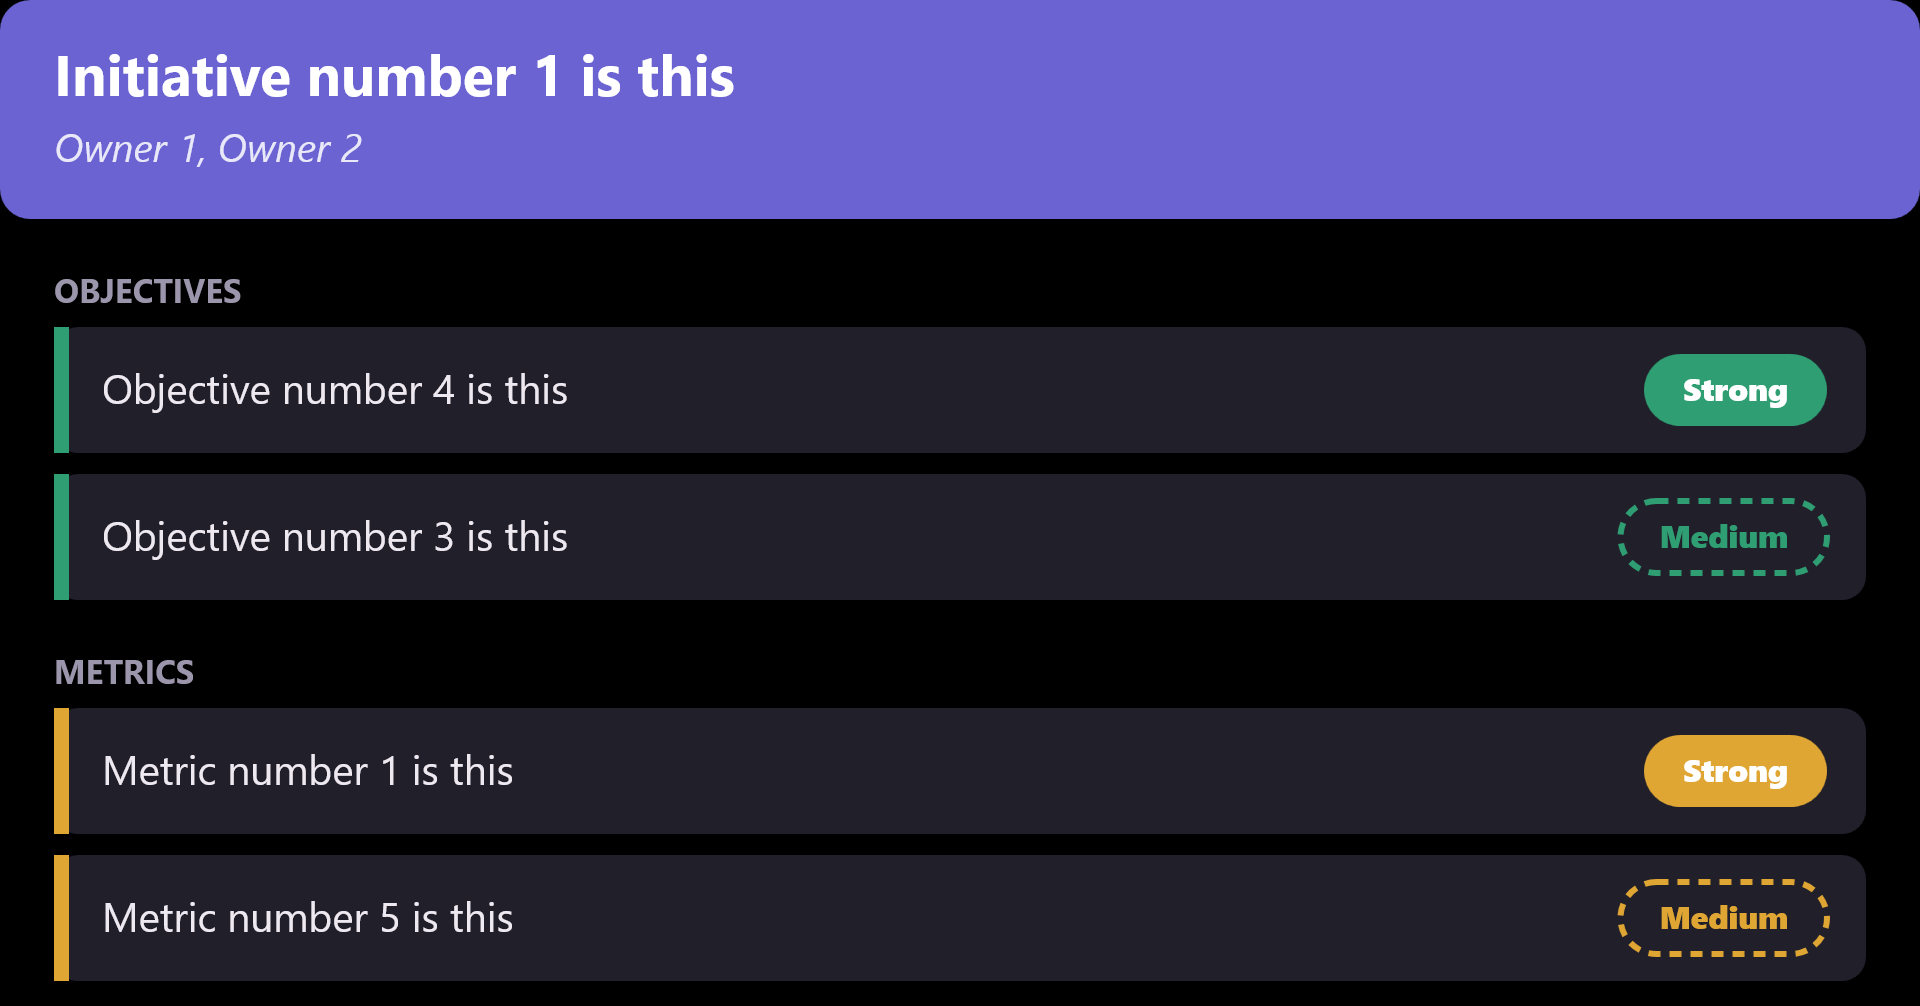 Initiative number 1 is this
Owner 1, Owner 2
OBJECTIVES
Objective number 4 is this
Strong
Objective number 3 is this
Medium
METRICS
Metric number 1 is this
Strong
Metric number 5 is this
Medium